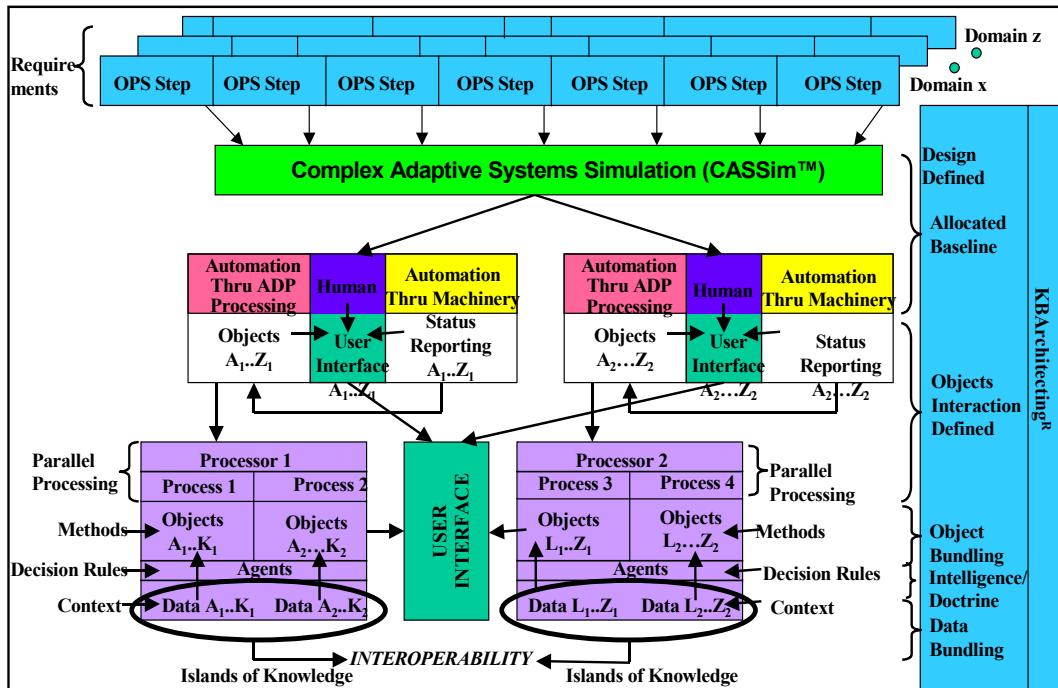 Domain z
Require
ments
OPS Step OPS Step OPS Step OPS Step OPS Step OPS Step OPS Step
Domain x
Complex Adaptive Systems Simulation (CASSim™)
Design
Defined
Allocated
Baseline
Automation
Thru ADP
Processing
Human
Automation
Thru Machinery
Objects
A₁..Z₁
User
Interface
A₁..Z₁
Status
Reporting
A₁..Z₁
Automation
Thru ADP
Processing
Human
Automation
Thru Machinery
Objects
A₂…Z₂
User
Interface
A₂…Z₂
Status
Reporting
A₂…Z₂
Objects
Interaction
Defined
KBArchitectingᴿ
Parallel
Processing
Processor 1
Process 1 Process 2
Methods
Objects
A₁..K₁
Objects
A₂…K₂
Decision Rules
Agents
Context
Data A₁..K₁ Data A₂..K₂
USER
INTERFACE
Processor 2
Process 3 Process 4
Parallel
Processing
Objects
L₁..Z₁
Objects
L₂…Z₂
Methods
Agents
Decision Rules
Data L₁..Z₁ Data L₂..Z₂
Context
Object
Bundling
Intelligence/
Doctrine
Data
Bundling
INTEROPERABILITY
Islands of Knowledge
Islands of Knowledge